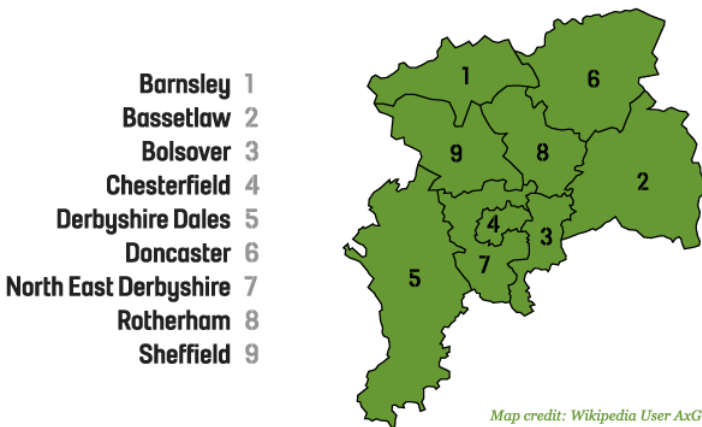 Barnsley 1
Bassetlaw 2
Bolsover 3
Chesterfield 4
Derbyshire Dales 5
Doncaster 6
North East Derbyshire 7
Rotherham 8
Sheffield 9
1
6
9
8
2
4
3
7
5
Map credit: Wikipedia User AxG